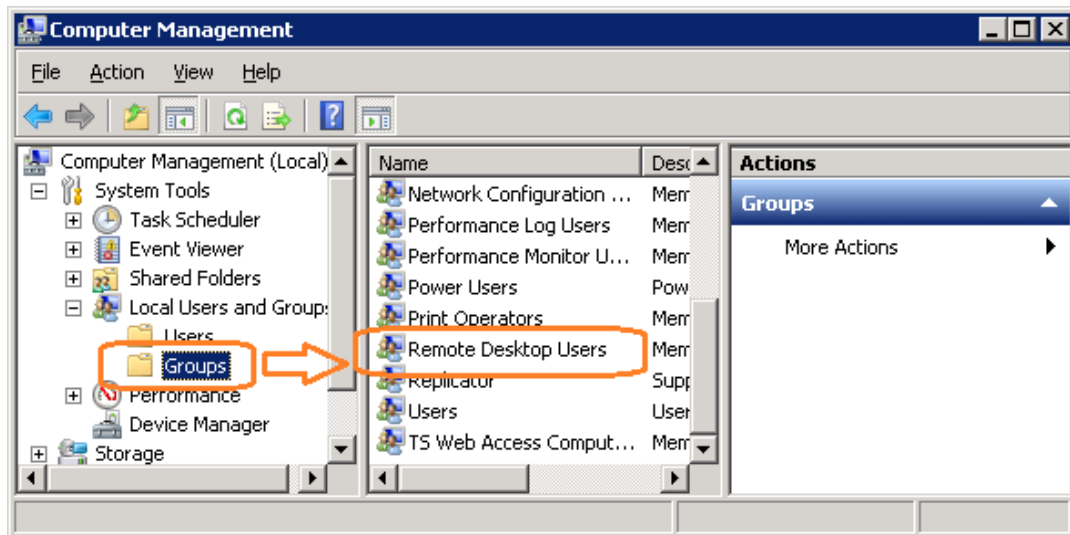 Computer Management
File Action View Help
Computer Management (Local)
System Tools
Task Scheduler
Event Viewer
Shared Folders
Local Users and Group
Users
Groups
Performance
Device Manager
Storage
Name Desc
Network Configuration ... Mem
Performance Log Users Mem
Performance Monitor U... Mem
Power Users Pow
Print Operators Mem
Remote Desktop Users Mem
Replicator Supp
Users User
TS Web Access Comput... Mem
Actions
Groups
More Actions